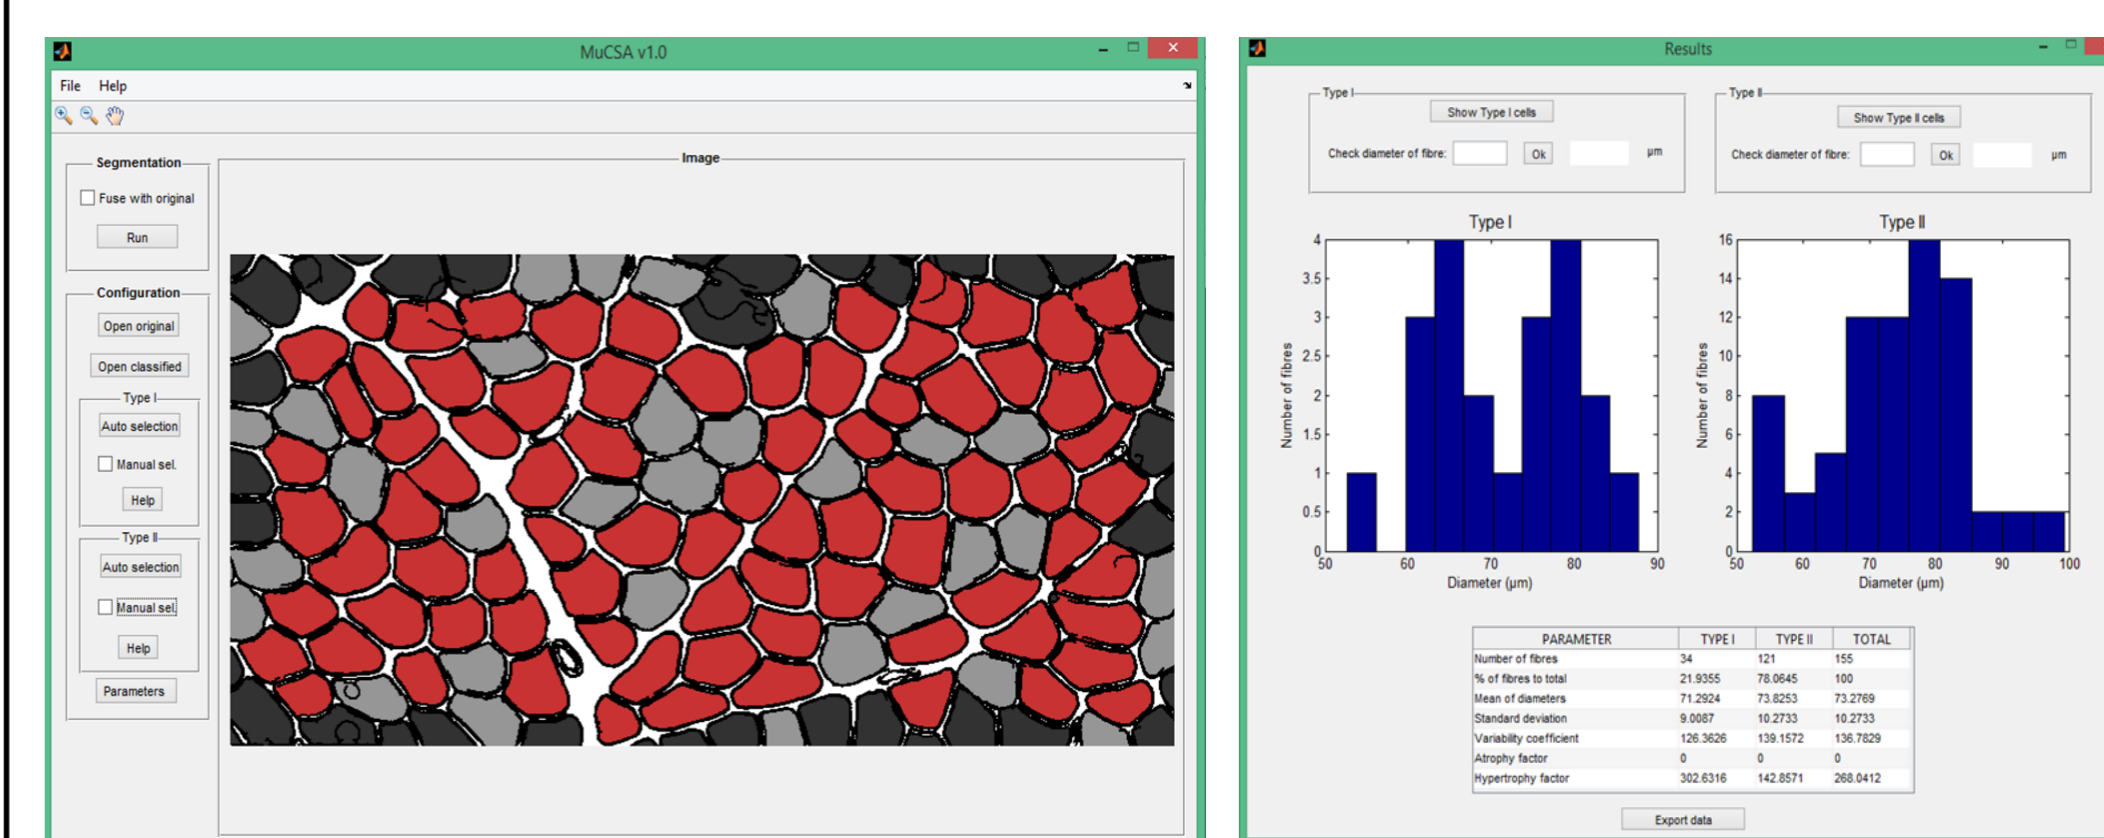 MuCSA v1.0
File Help
Segmentation
Fuse with original
Run
Configuration
Open original
Open classified
Type I
Auto selection
Manual sel.
Help
Type II
Auto selection
Manual sel.
Help
Parameters
Image
Results
Type I
Show Type I cells
Check diameter of fibre: Ok µm
Type II
Show Type II cells
Check diameter of fibre: Ok µm
Type I
4
3.5
3
2.5
2
1.5
1
0.5
0
Number of fibres
50 60 70 80 90
Diameter (µm)
Type II
16
14
12
10
8
6
4
2
0
Number of fibres
50 60 70 80 90 100
Diameter (µm)
PARAMETER TYPE I TYPE II TOTAL
Number of fibres 34 121 155
% of fibres to total 21.9355 78.0645 100
Mean of diameters 71.2924 73.8253 73.2769
Standard deviation 9.0087 10.2733 10.2733
Variability coefficient 126.3626 139.1572 136.7829
Atrophy factor 0 0 0
Hypertrophy factor 302.6316 142.8571 268.0412
Export data